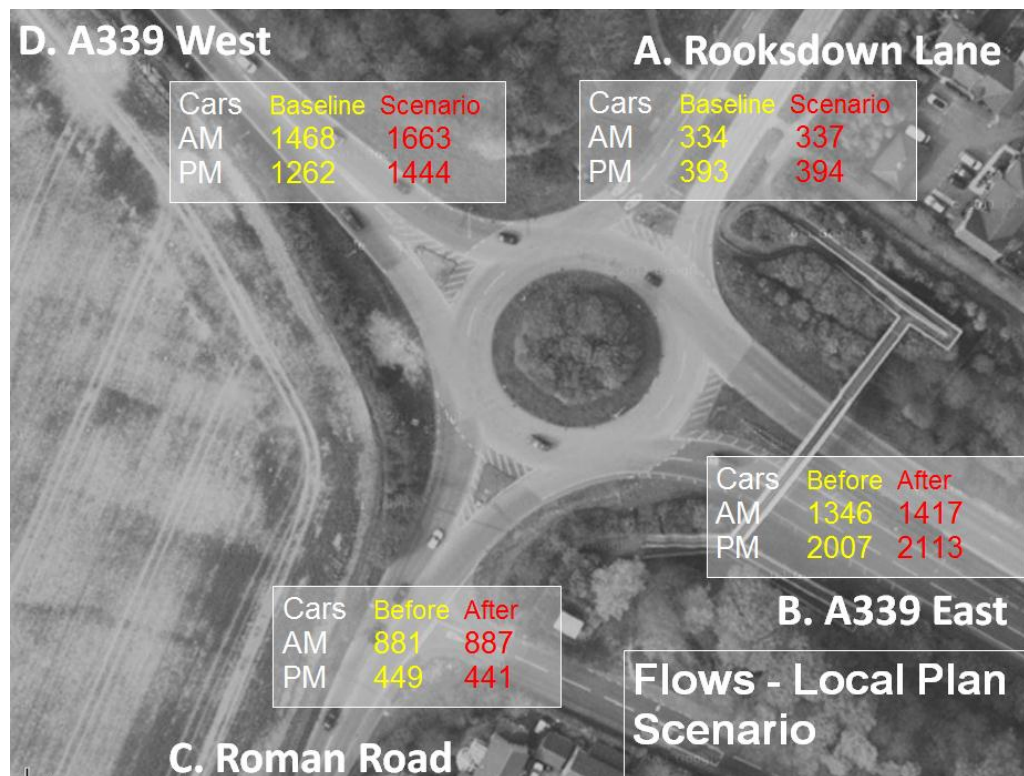 D. A339 West
Cars Baseline Scenario
AM 1468 1663
PM 1262 1444
A. Rooksdown Lane
Cars Baseline Scenario
AM 334 337
PM 393 394
Cars Before After
AM 1346 1417
PM 2007 2113
B. A339 East
Cars Before After
AM 881 887
PM 449 441
C. Roman Road
Flows - Local Plan
Scenario